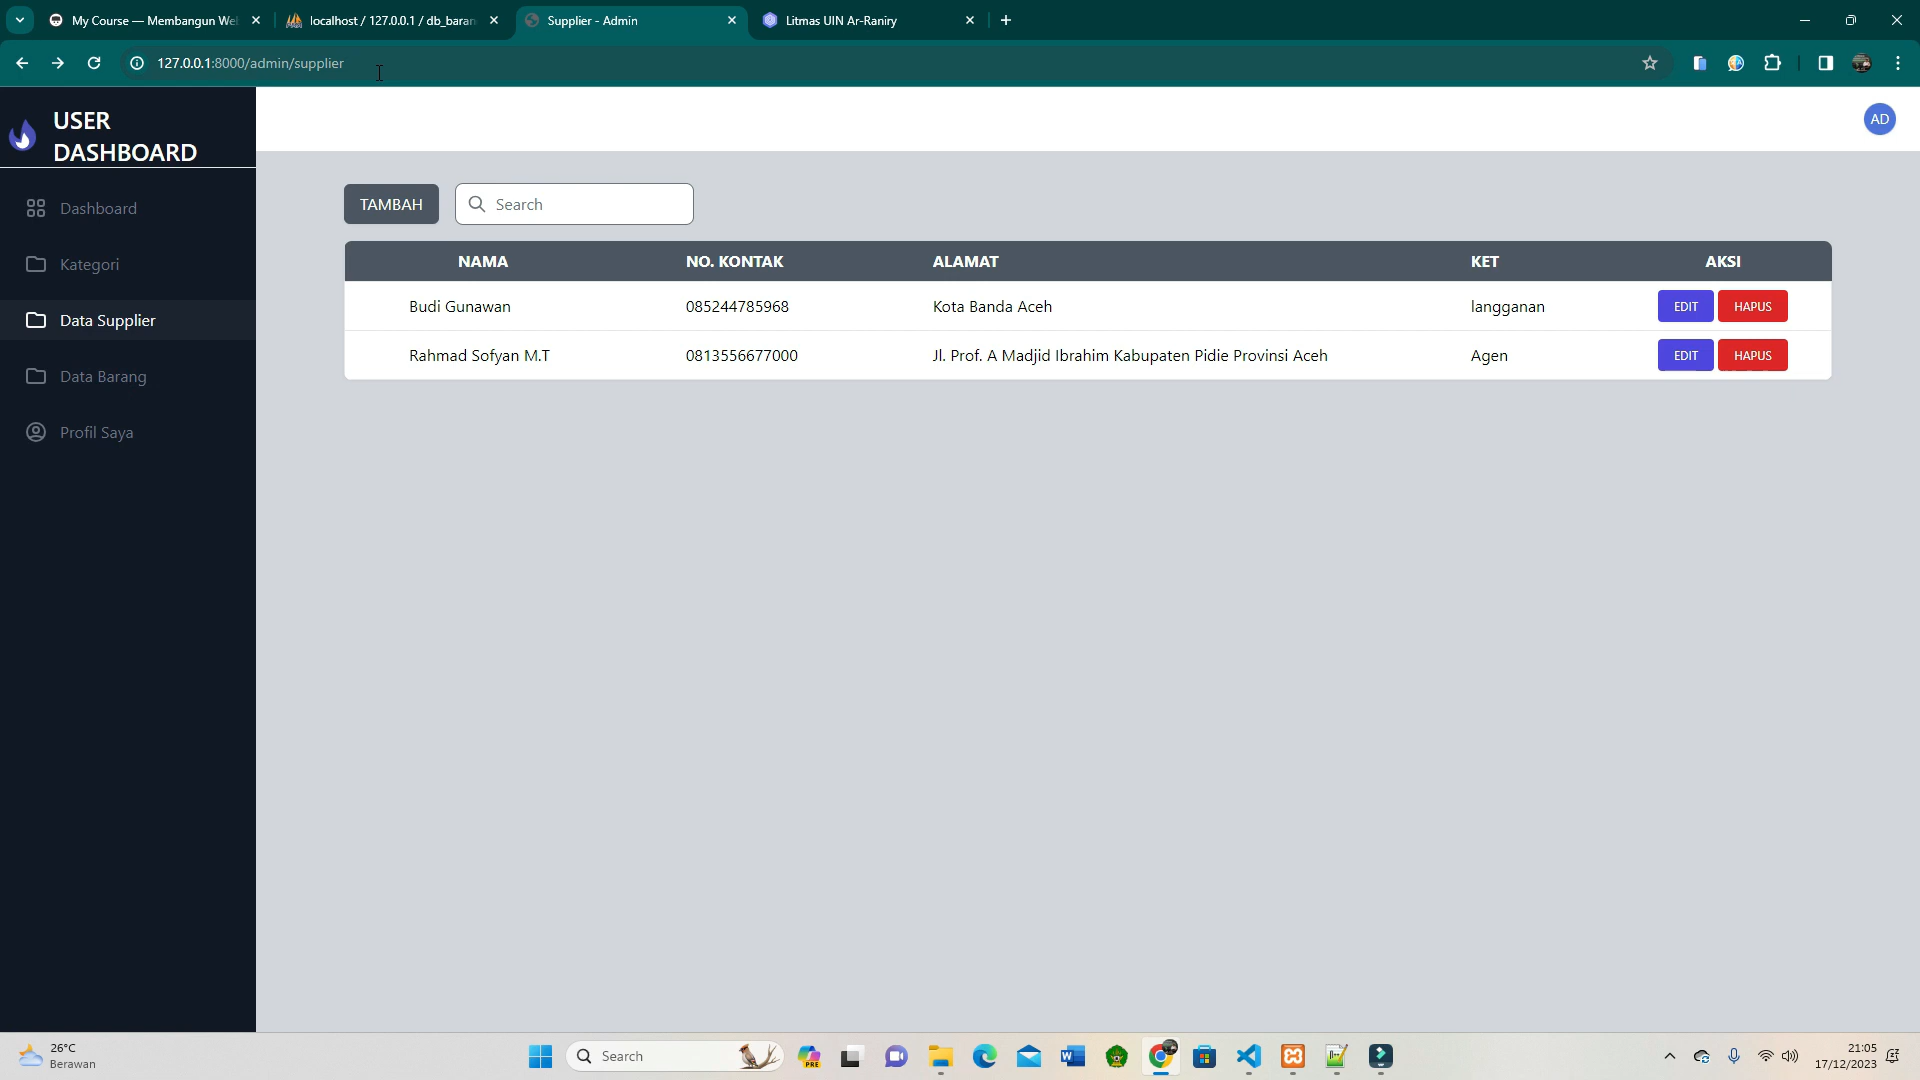 My Course — Membangun We
localhost / 127.0.0.1 / db_baran
Supplier - Admin
Litmas UIN Ar-Raniry
127.0.0.1:8000/admin/supplier
USER
DASHBOARD
AD
Dashboard
Kategori
Data Supplier
Data Barang
Profil Saya
TAMBAH
Search
NAMA NO. KONTAK ALAMAT KET AKSI
Budi Gunawan 085244785968 Kota Banda Aceh langganan EDIT HAPUS
Rahmad Sofyan M.T 0813556677000 Jl. Prof. A Madjid Ibrahim Kabupaten Pidie Provinsi Aceh Agen EDIT HAPUS
26°C
Berawan
Search
PRE
21:05
17/12/2023